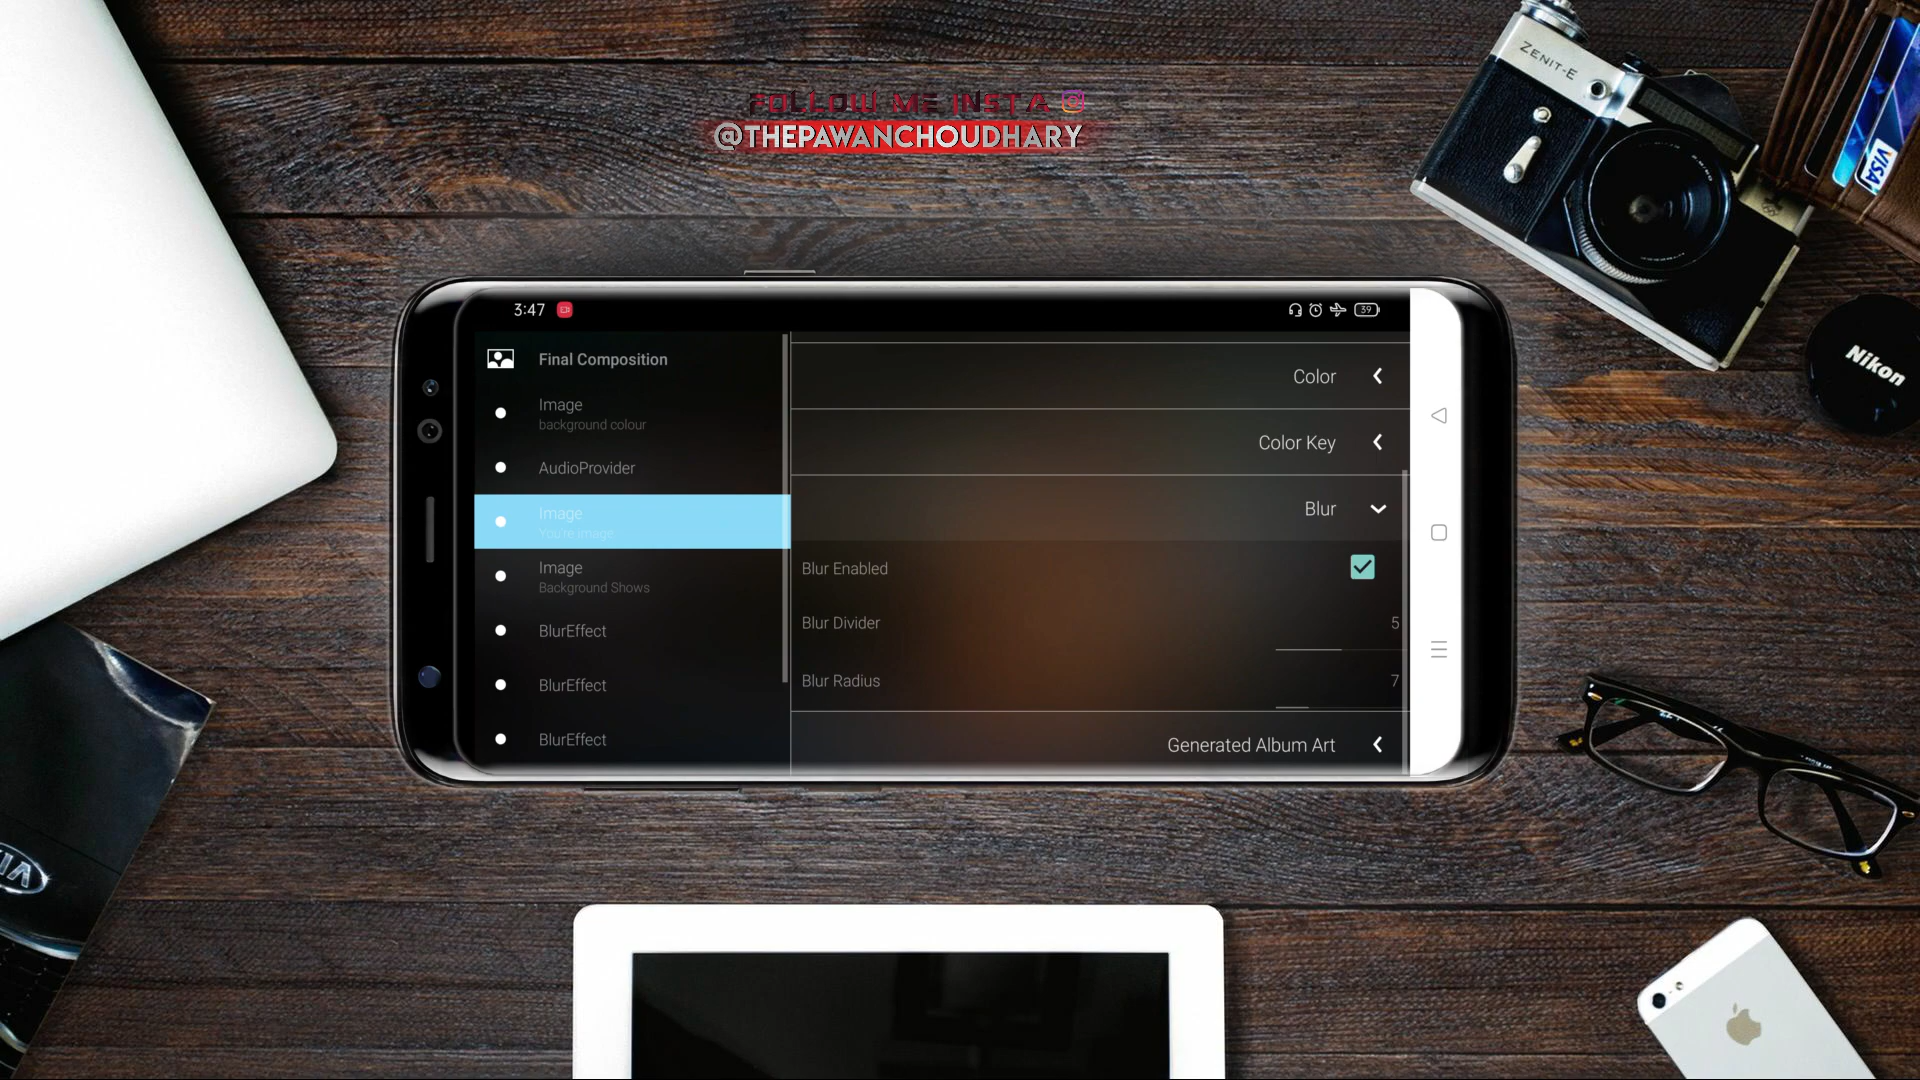 FOLLOW ME INSTA
@THEPAWANCHOUDHARY
ZENIT-E
VISA
Nikon
3:47
39
Final Composition
Image
background colour
AudioProvider
Image
You're image
Image
Background Shows
BlurEffect
BlurEffect
BlurEffect
Color
Color Key
Blur
Blur Enabled
Blur Divider
5
Blur Radius
7
Generated Album Art
KIA